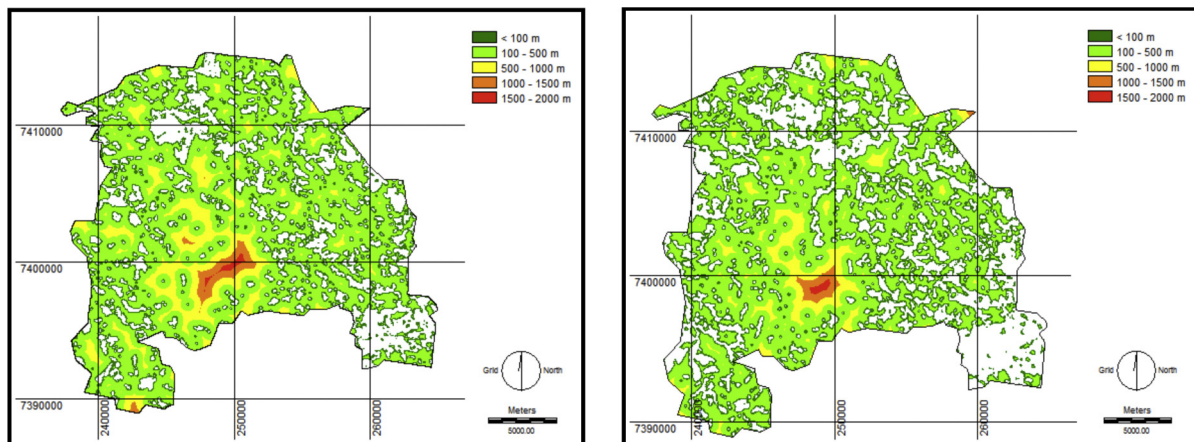 < 100 m
100 - 500 m
500 - 1000 m
1000 - 1500 m
1500 - 2000 m
7410000
7400000
7390000
240000
250000
260000
Grid
North
Meters
5000.00
< 100 m
100 - 500 m
500 - 1000 m
1000 - 1500 m
1500 - 2000 m
7410000
7400000
7390000
240000
250000
260000
Grid
North
Meters
5000.00